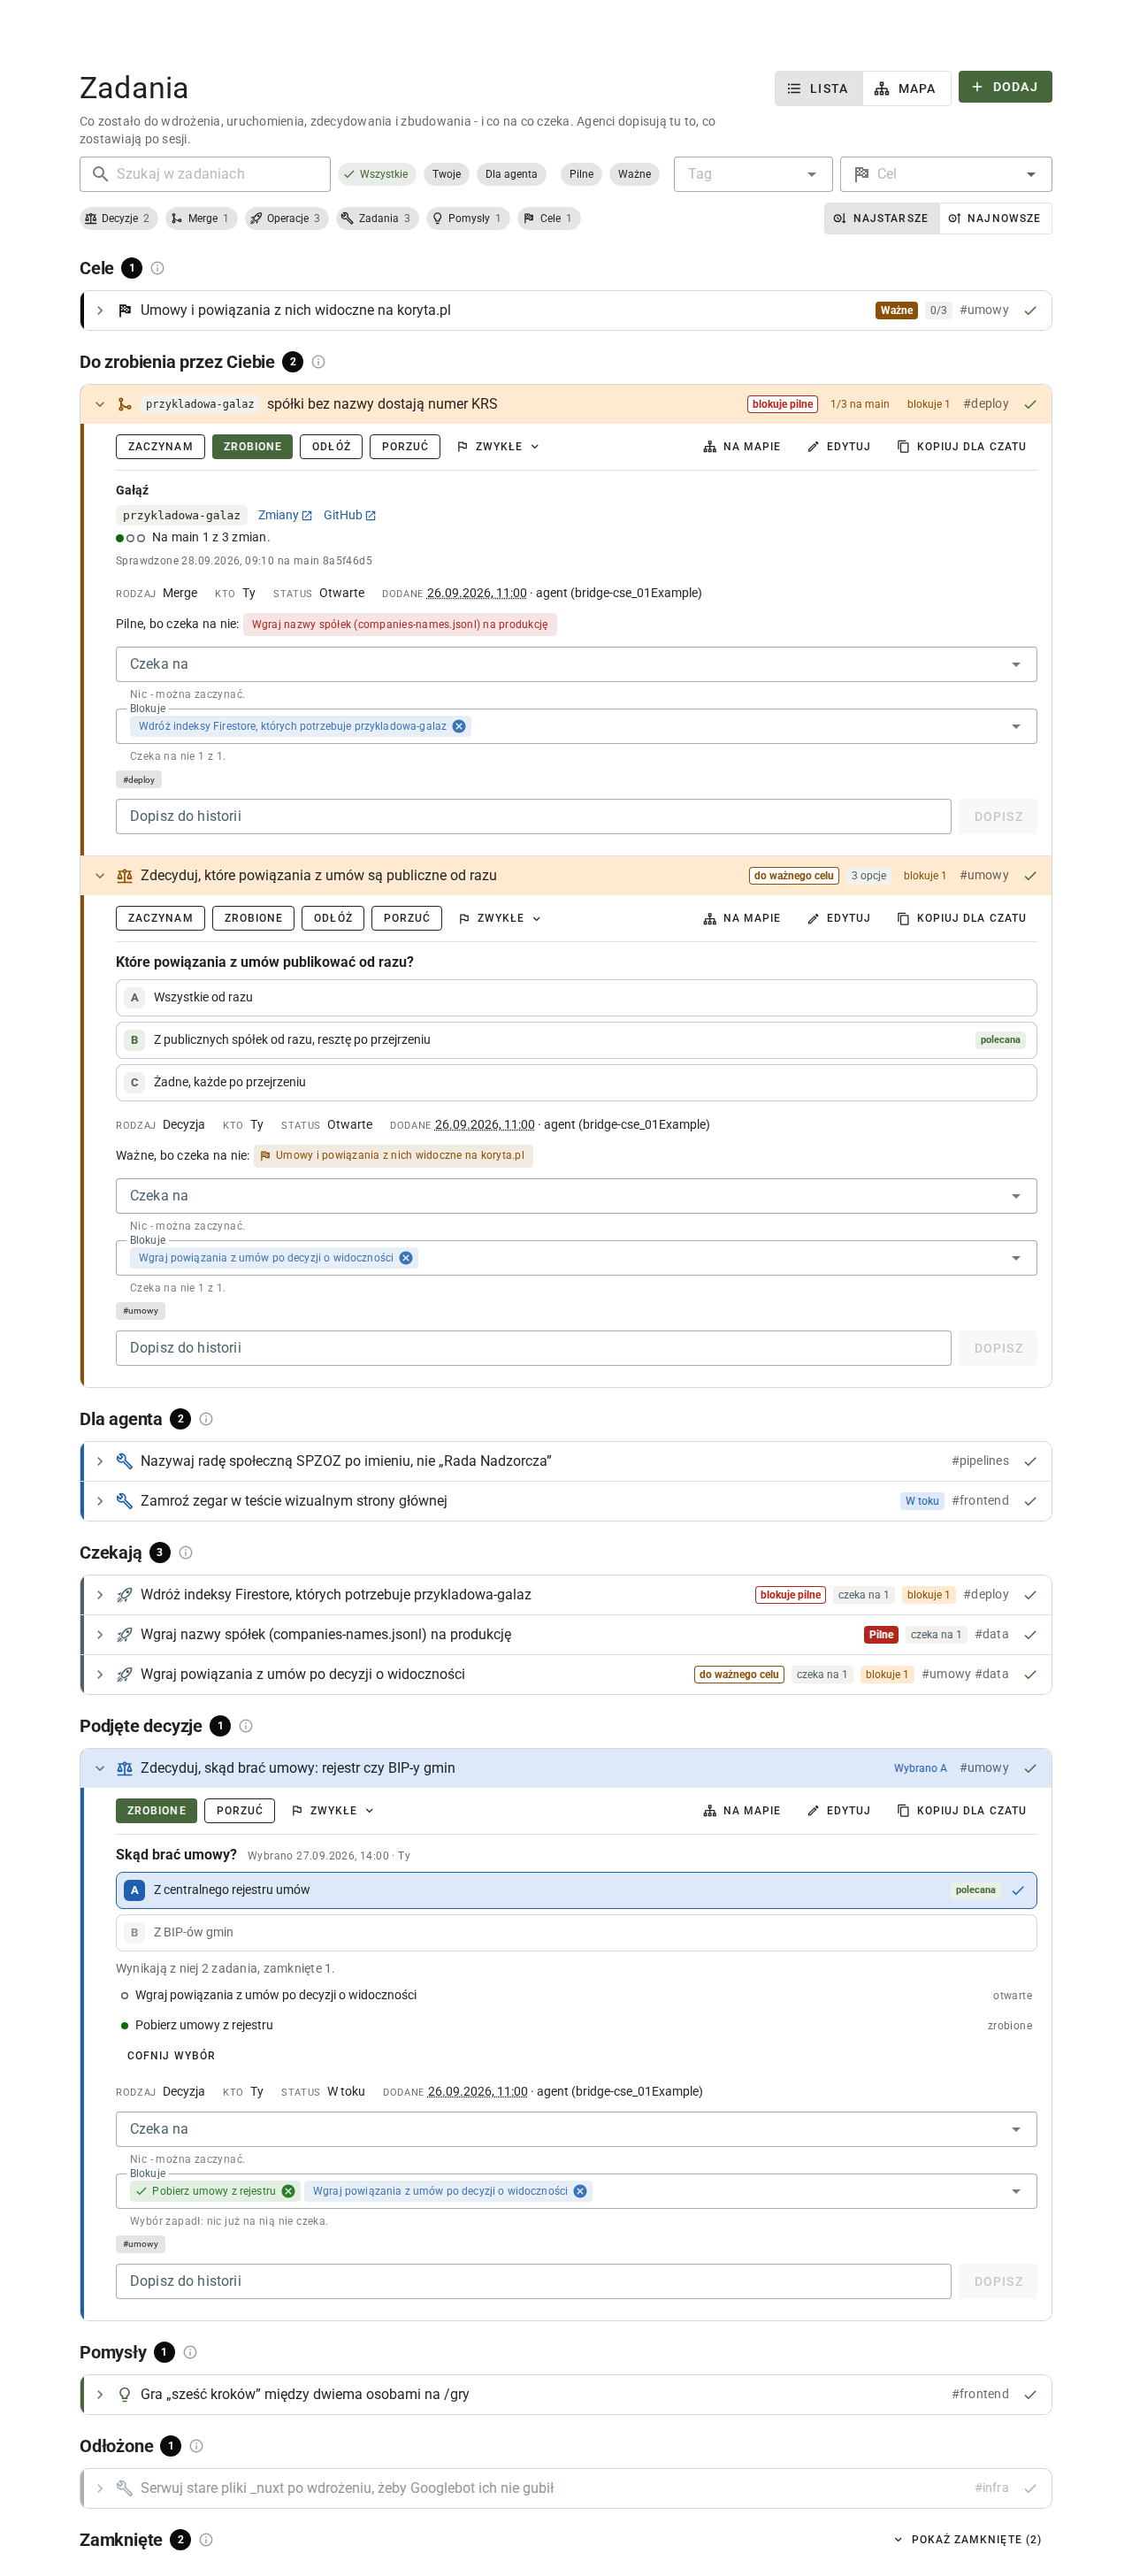 Zadania
LISTA
MAPA
DODAJ
Co zostało do wdrożenia, uruchomienia, zdecydowania i zbudowania - i co na co czeka. Agenci dopisują tu to, co
zostawiają po sesji.
Szukaj w zadaniach
Wszystkie
Twoje
Dla agenta
Pilne
Ważne
Tag
Cel
Decyzje 2
Merge 1
Operacje 3
Zadania 3
Pomysły 1
Cele 1
NAJSTARSZE
NAJNOWSZE
Cele 1
Umowy i powiązania z nich widoczne na koryta.pl
Ważne
0/3
#umowy
Do zrobienia przez Ciebie 2
przykladowa-galaz spółki bez nazwy dostają numer KRS
blokuje pilne
1/3 na main
blokuje 1
#deploy
ZACZYNAM
ZROBIONE
ODŁÓŻ
PORZUĆ
ZWYKŁE
NA MAPIE
EDYTUJ
KOPIUJ DLA CZATU
Gałąź
przykladowa-galaz Zmiany GitHub
Na main 1 z 3 zmian.
Sprawdzone 28.09.2026, 09:10 na main 8a5f46d5
RODZAJ Merge KTO Ty STATUS Otwarte DODANE 26.09.2026, 11:00 · agent (bridge-cse_01Example)
Pilne, bo czeka na nie: Wgraj nazwy spółek (companies-names.jsonl) na produkcję
Czeka na
Nic - można zaczynać.
Blokuje
Wdróż indeksy Firestore, których potrzebuje przykladowa-galaz
Czeka na nie 1 z 1.
#deploy
Dopisz do historii
DOPISZ
Zdecyduj, które powiązania z umów są publiczne od razu
do ważnego celu
3 opcje
blokuje 1
#umowy
ZACZYNAM
ZROBIONE
ODŁÓŻ
PORZUĆ
ZWYKŁE
NA MAPIE
EDYTUJ
KOPIUJ DLA CZATU
Które powiązania z umów publikować od razu?
A Wszystkie od razu
B Z publicznych spółek od razu, resztę po przejrzeniu polecana
C Żadne, każde po przejrzeniu
RODZAJ Decyzja KTO Ty STATUS Otwarte DODANE 26.09.2026, 11:00 · agent (bridge-cse_01Example)
Ważne, bo czeka na nie: Umowy i powiązania z nich widoczne na koryta.pl
Czeka na
Nic - można zaczynać.
Blokuje
Wgraj powiązania z umów po decyzji o widoczności
Czeka na nie 1 z 1.
#umowy
Dopisz do historii
DOPISZ
Dla agenta 2
Nazywaj radę społeczną SPZOZ po imieniu, nie „Rada Nadzorcza”
#pipelines
Zamroź zegar w teście wizualnym strony głównej
W toku
#frontend
Czekają 3
Wdróż indeksy Firestore, których potrzebuje przykladowa-galaz
blokuje pilne
czeka na 1
blokuje 1
#deploy
Wgraj nazwy spółek (companies-names.jsonl) na produkcję
Pilne
czeka na 1
#data
Wgraj powiązania z umów po decyzji o widoczności
do ważnego celu
czeka na 1
blokuje 1
#umowy #data
Podjęte decyzje 1
Zdecyduj, skąd brać umowy: rejestr czy BIP-y gmin
Wybrano A
#umowy
ZROBIONE
PORZUĆ
ZWYKŁE
NA MAPIE
EDYTUJ
KOPIUJ DLA CZATU
Skąd brać umowy? Wybrano 27.09.2026, 14:00 · Ty
A Z centralnego rejestru umów polecana
B Z BIP-ów gmin
Wynikają z niej 2 zadania, zamknięte 1.
Wgraj powiązania z umów po decyzji o widoczności otwarte
Pobierz umowy z rejestru zrobione
COFNIJ WYBÓR
RODZAJ Decyzja KTO Ty STATUS W toku DODANE 26.09.2026, 11:00 · agent (bridge-cse_01Example)
Czeka na
Nic - można zaczynać.
Blokuje
Pobierz umowy z rejestru
Wgraj powiązania z umów po decyzji o widoczności
Wybór zapadł: nic już na nią nie czeka.
#umowy
Dopisz do historii
DOPISZ
Pomysły 1
Gra „sześć kroków” między dwiema osobami na /gry
#frontend
Odłożone 1
Serwuj stare pliki _nuxt po wdrożeniu, żeby Googlebot ich nie gubił
#infra
Zamknięte 2
POKAŻ ZAMKNIĘTE (2)